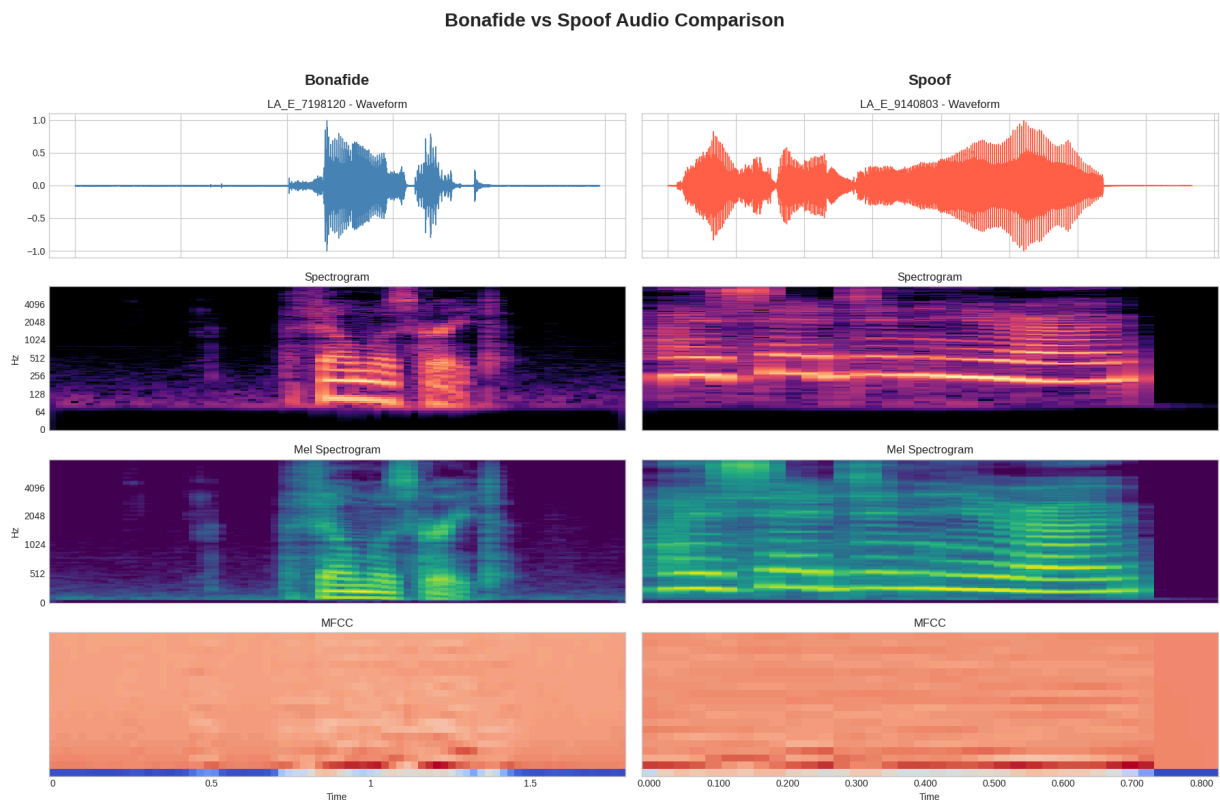 Bonafide vs Spoof Audio Comparison
Bonafide
Spoof
LA_E_7198120 - Waveform
LA_E_9140803 - Waveform
1.0
0.5
0.0
−0.5
−1.0
Spectrogram
Spectrogram
4096
2048
1024
512
256
128
64
0
Hz
Mel Spectrogram
Mel Spectrogram
4096
2048
1024
512
0
Hz
MFCC
MFCC
0 0.5 1 1.5
0.000 0.100 0.200 0.300 0.400 0.500 0.600 0.700 0.800
Time
Time